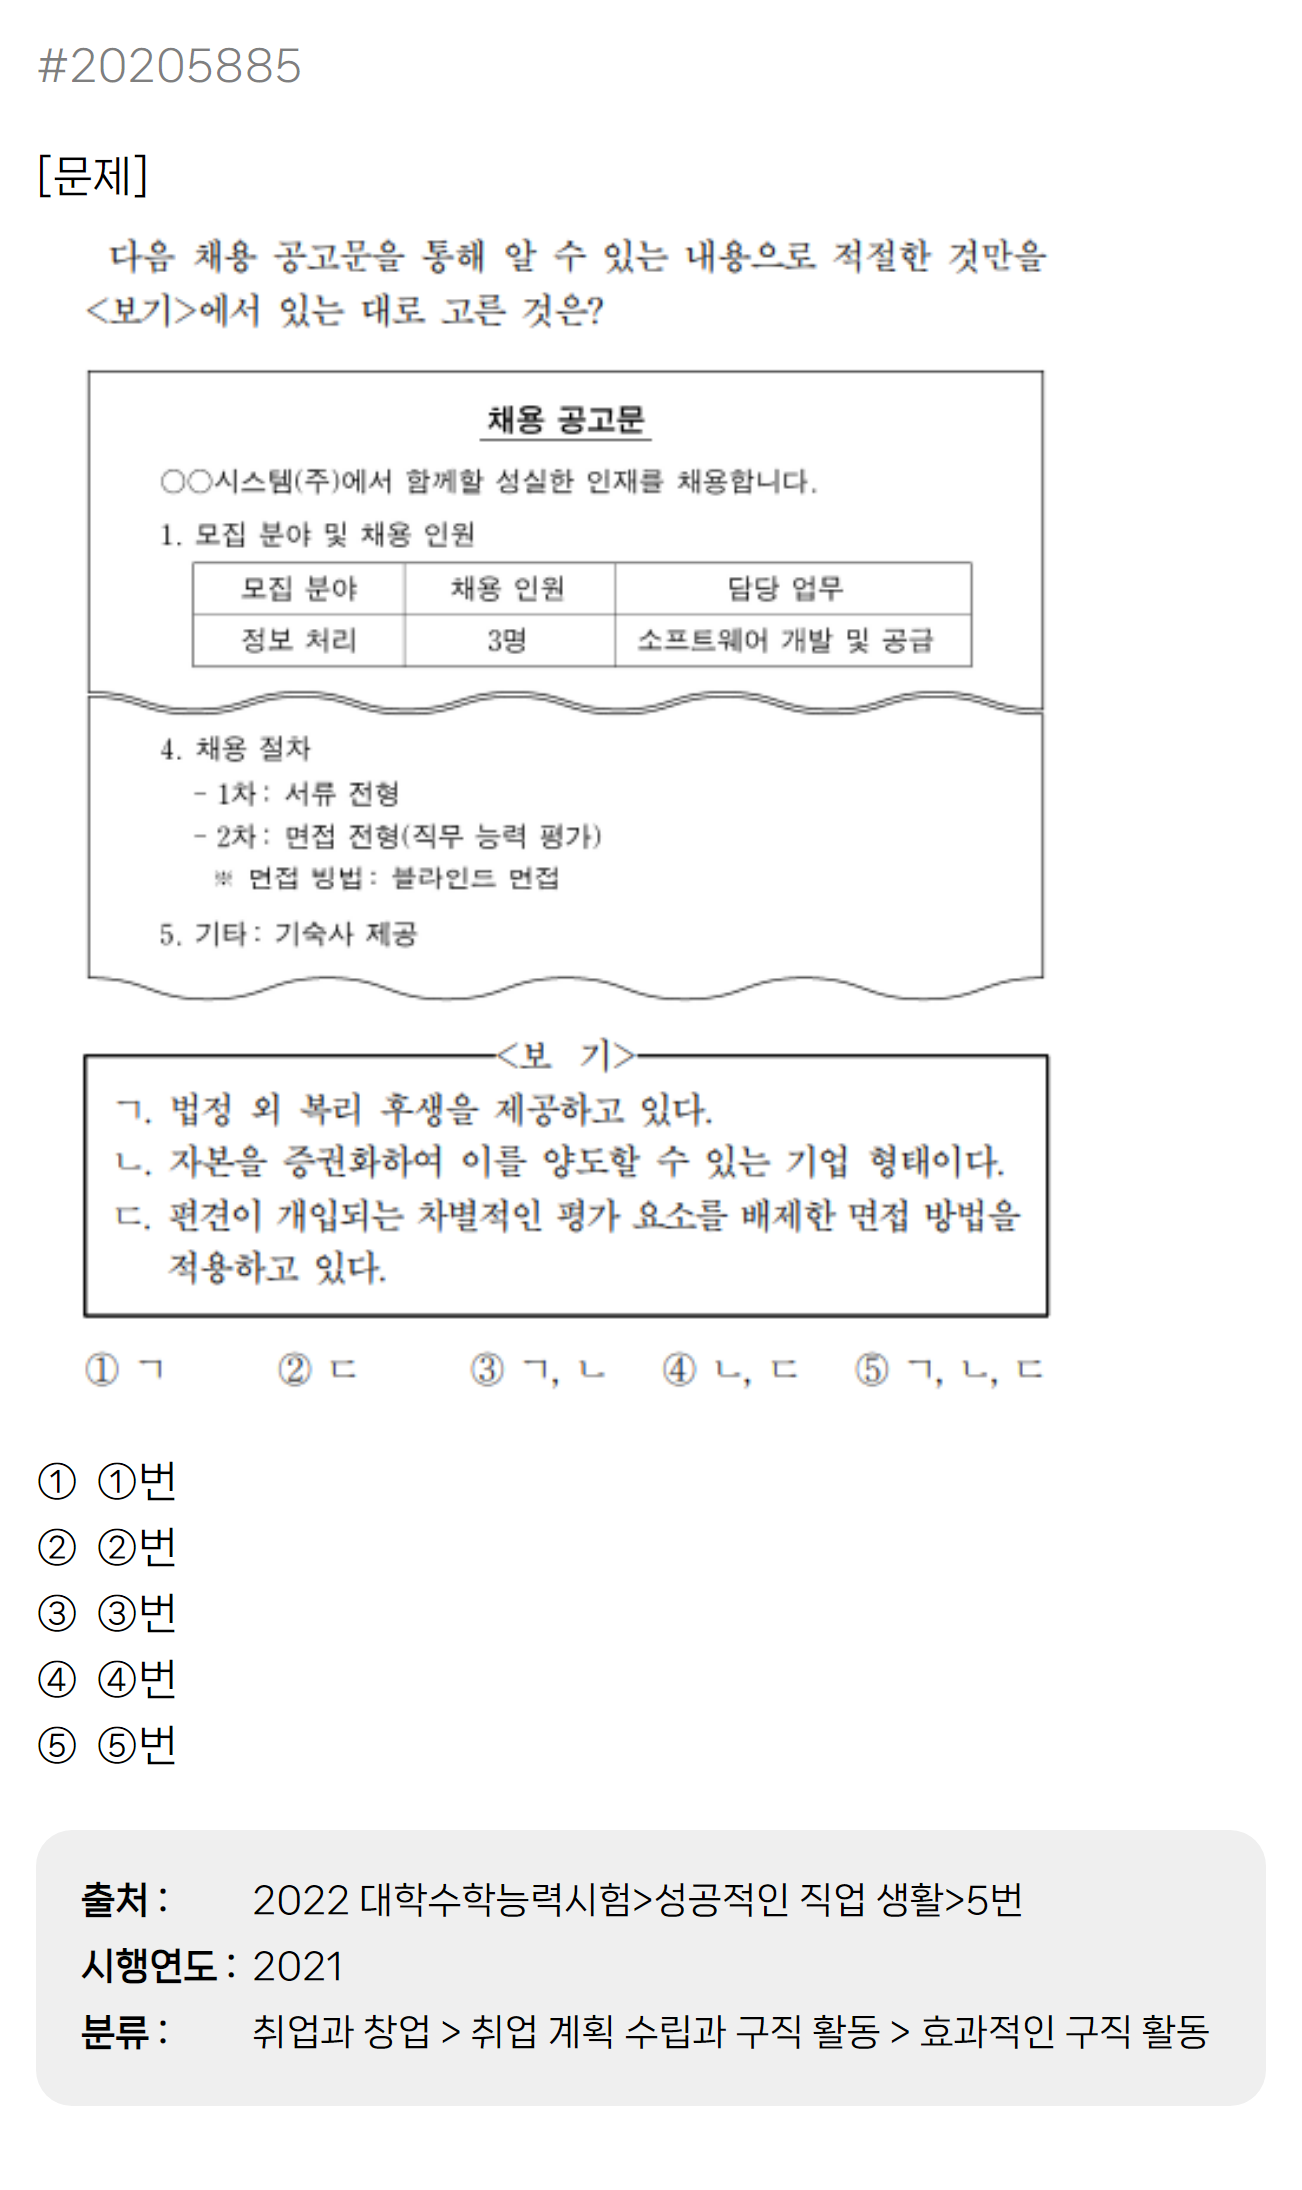 #20205885
[문제]
다음 채용 공고문을 통해 알 수 있는 내용으로 적절한 것만을
<보기>에서 있는 대로 고른 것은?
채용 공고문
○○시스템(주)에서 함께할 성실한 인재를 채용합니다.
1. 모집 분야 및 채용 인원
모집 분야 채용 인원 담당 업무
정보 처리 3명 소프트웨어 개발 및 공급
4. 채용 절차
- 1차: 서류 전형
- 2차: 면접 전형(직무 능력 평가)
※ 면접 방법: 블라인드 면접
5. 기타: 기숙사 제공
<보 기>
ㄱ. 법정 외 복리 후생을 제공하고 있다.
ㄴ. 자본을 증권화하여 이를 양도할 수 있는 기업 형태이다.
ㄷ. 편견이 개입되는 차별적인 평가 요소를 배제한 면접 방법을
적용하고 있다.
① ㄱ ② ㄷ ③ ㄱ, ㄴ ④ ㄴ, ㄷ ⑤ ㄱ, ㄴ, ㄷ
① ①번
② ②번
③ ③번
④ ④번
⑤ ⑤번
출처 : 2022 대학수학능력시험>성공적인 직업 생활>5번
시행연도 : 2021
분류 : 취업과 창업 > 취업 계획 수립과 구직 활동 > 효과적인 구직 활동